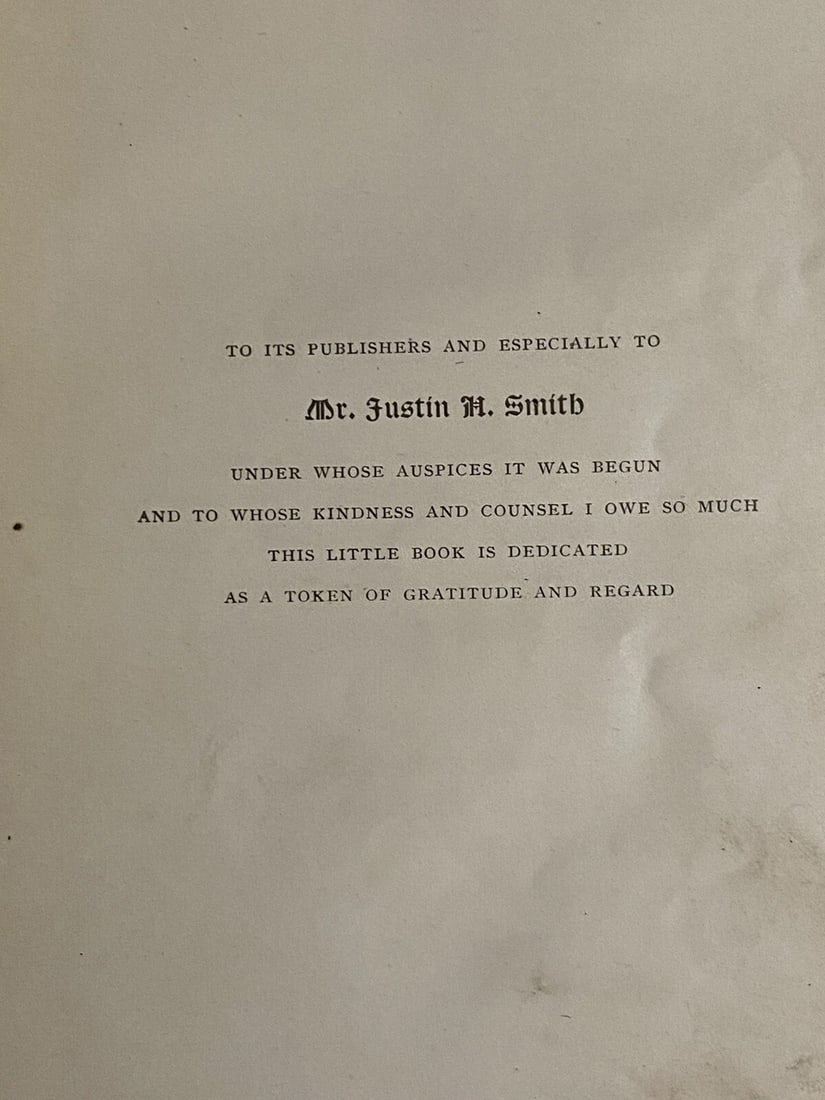 TO ITS PUBLISHERS AND ESPECIALLY TO
Mr. Justin H. Smith
UNDER WHOSE AUSPICES IT WAS BEGUN
AND TO WHOSE KINDNESS AND COUNSEL I OWE SO MUCH
THIS LITTLE BOOK IS DEDICATED
AS A TOKEN OF GRATITUDE AND REGARD